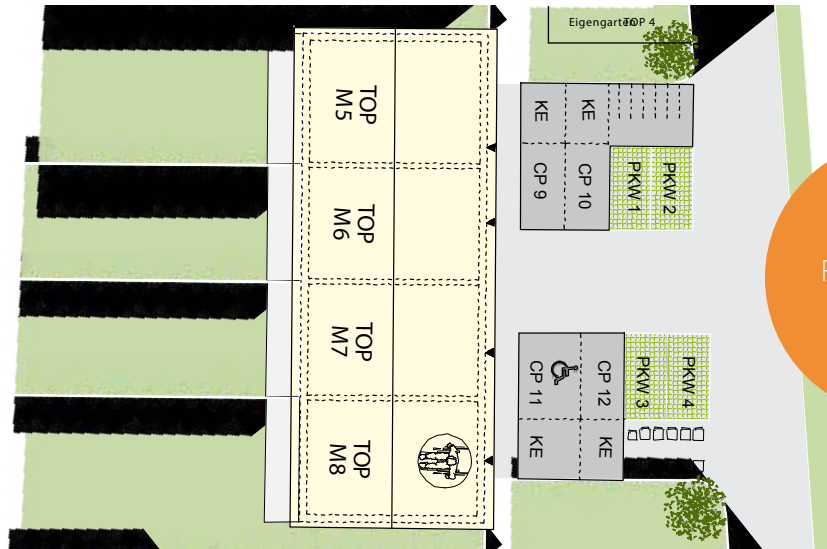 Eigengarten TOP 4
TOP
M5
TOP
M6
TOP
M7
TOP
M8
KE
KE
CP 9
CP 10
PKW 1
PKW 2
CP 11
CP 12
PKW 3
PKW 4
KE
KE